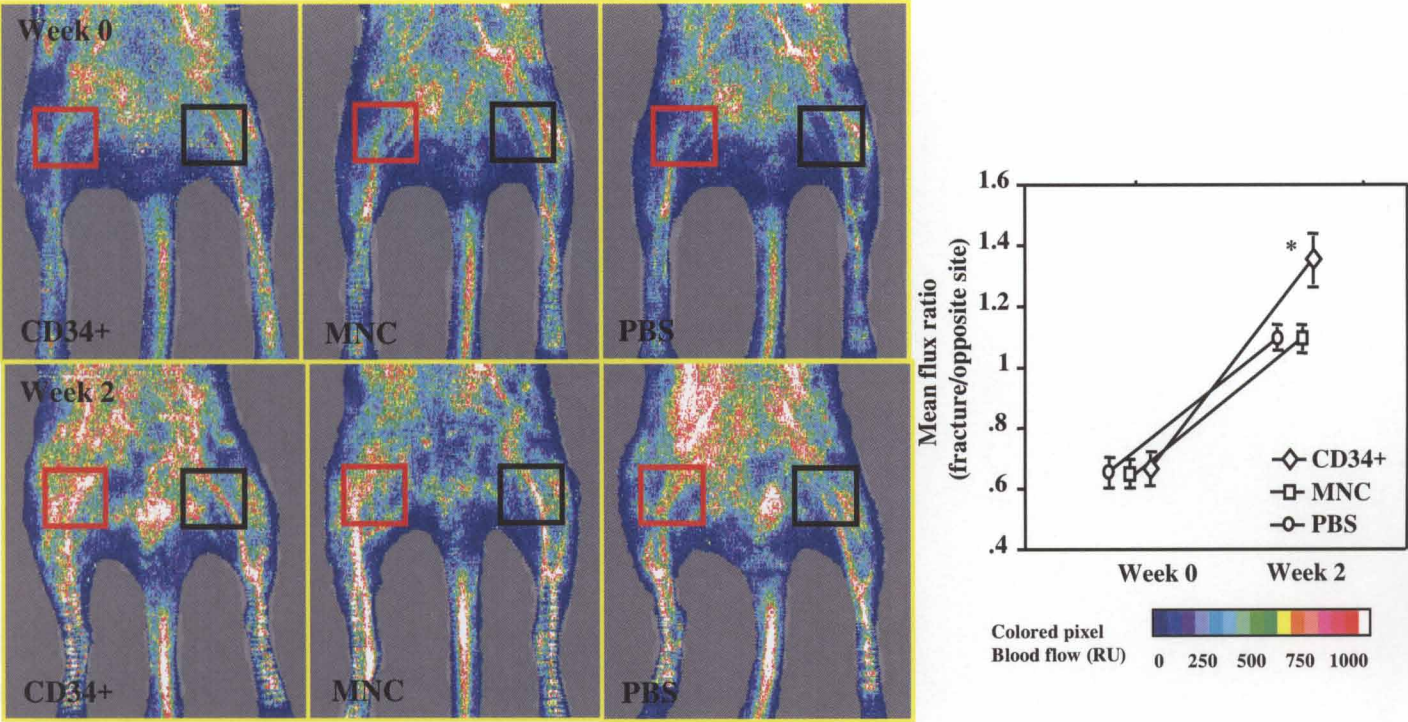 Week 0
CD34+ MNC PBS
Week 2
CD34+ MNC PBS
Mean flux ratio
(fracture/opposite site)
1.6
1.4
1.2
1
.8
.6
.4
*
CD34+
MNC
PBS
Week 0 Week 2
Colored pixel
Blood flow (RU) 0 250 500 750 1000